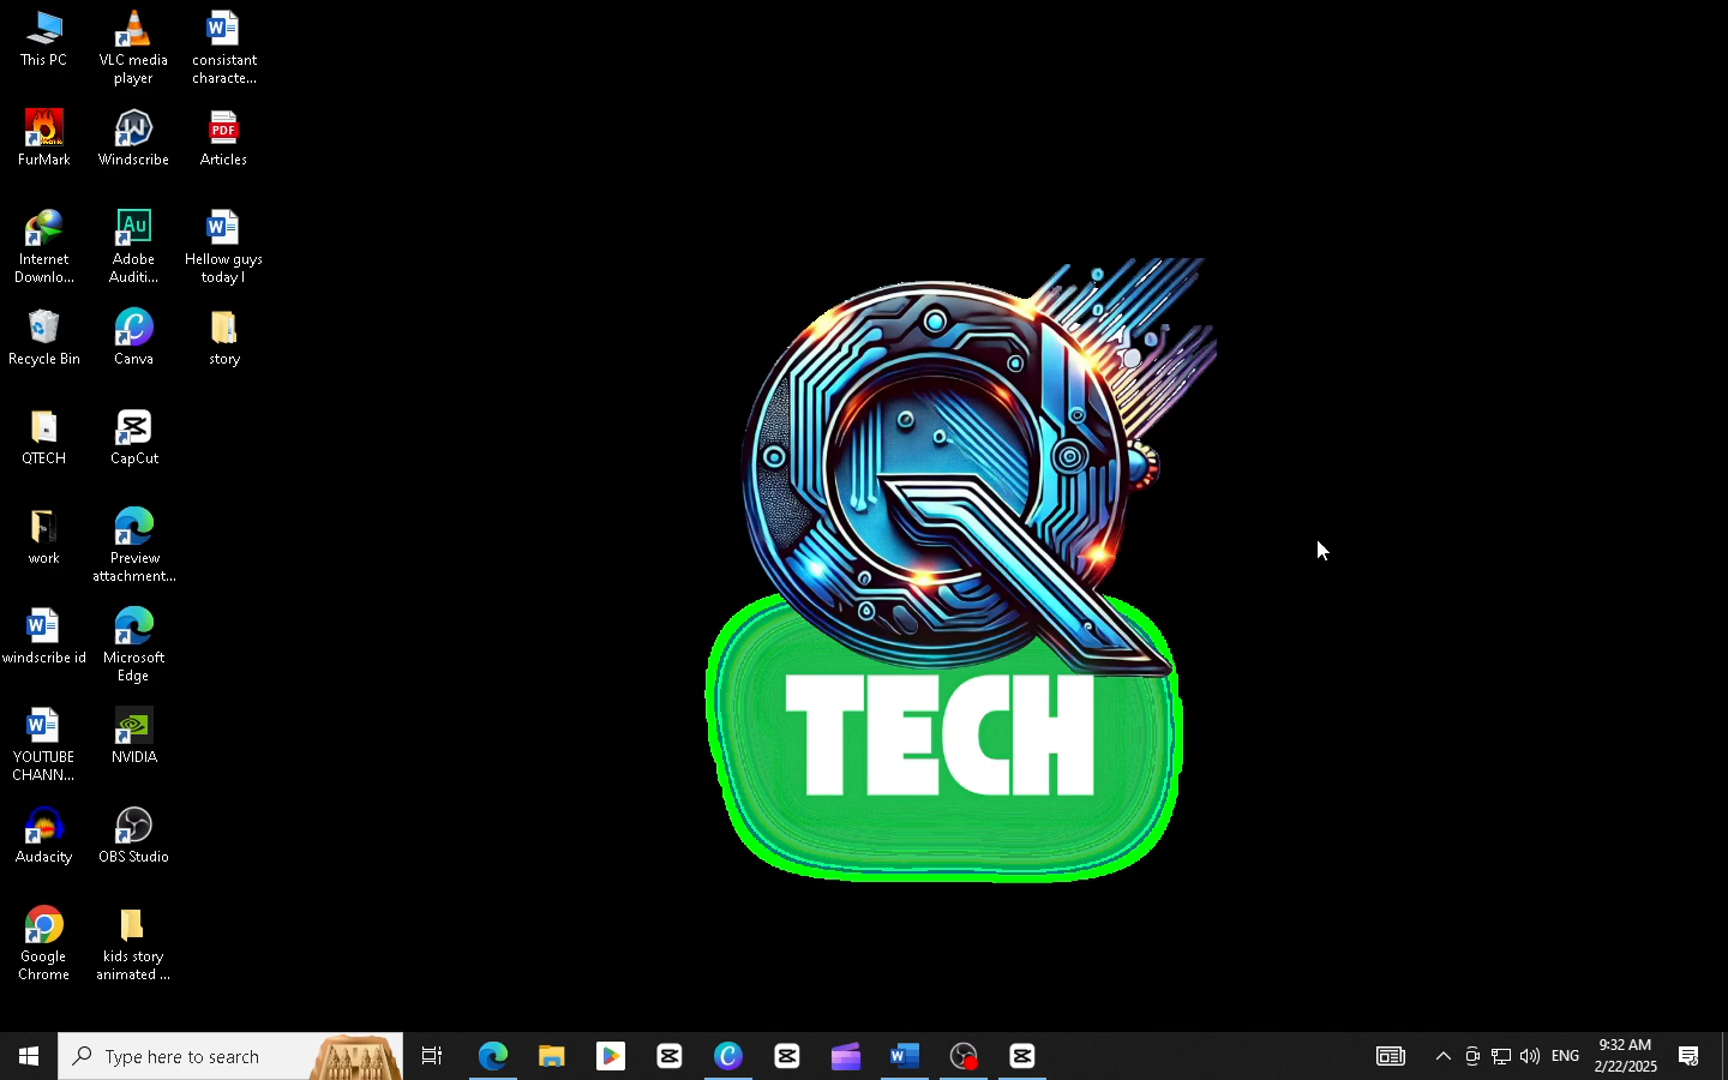 This PC
VLC media
player
consistant
characte...
FurMark
Windscribe
PDF
Articles
Internet
Downlo...
Au
Adobe
Auditi...
Hellow guys
today I
Recycle Bin
Canva
story
QTECH
CapCut
work
Preview
attachment...
windscribe id
Microsoft
Edge
YOUTUBE
CHANN...
NVIDIA
Audacity
OBS Studio
Google
Chrome
kids story
animated ...
TECH
Type here to search
ENG
9:32 AM
2/22/2025